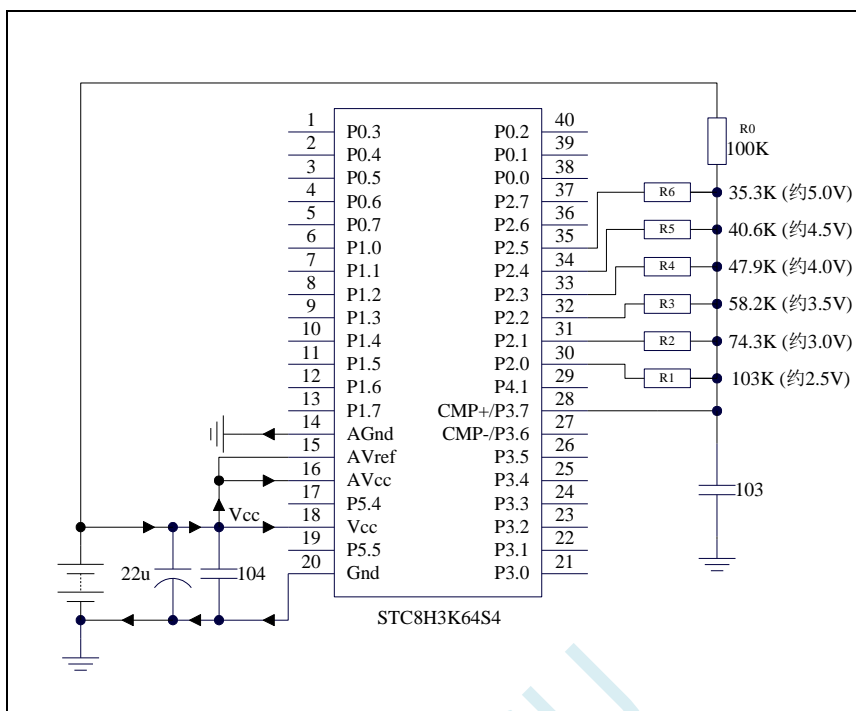 1 P0.3
2 P0.4
3 P0.5
4 P0.6
5 P0.7
6 P1.0
7 P1.1
8 P1.2
9 P1.3
10 P1.4
11 P1.5
12 P1.6
13 P1.7
14 AGnd
15 AVref
16 AVcc
17 P5.4
18 Vcc
19 P5.5
20 Gnd
P0.2 40
P0.1 39
P0.0 38
P2.7 37
P2.6 36
P2.5 35
P2.4 34
P2.3 33
P2.2 32
P2.1 31
P2.0 30
P4.1 29
CMP+/P3.7 28
CMP-/P3.6 27
P3.5 26
P3.4 25
P3.3 24
P3.2 23
P3.1 22
P3.0 21
R0
100K
R6 35.3K (约5.0V)
R5 40.6K (约4.5V)
R4 47.9K (约4.0V)
R3 58.2K (约3.5V)
R2 74.3K (约3.0V)
R1 103K (约2.5V)
103
Vcc
22u
104
STC8H3K64S4